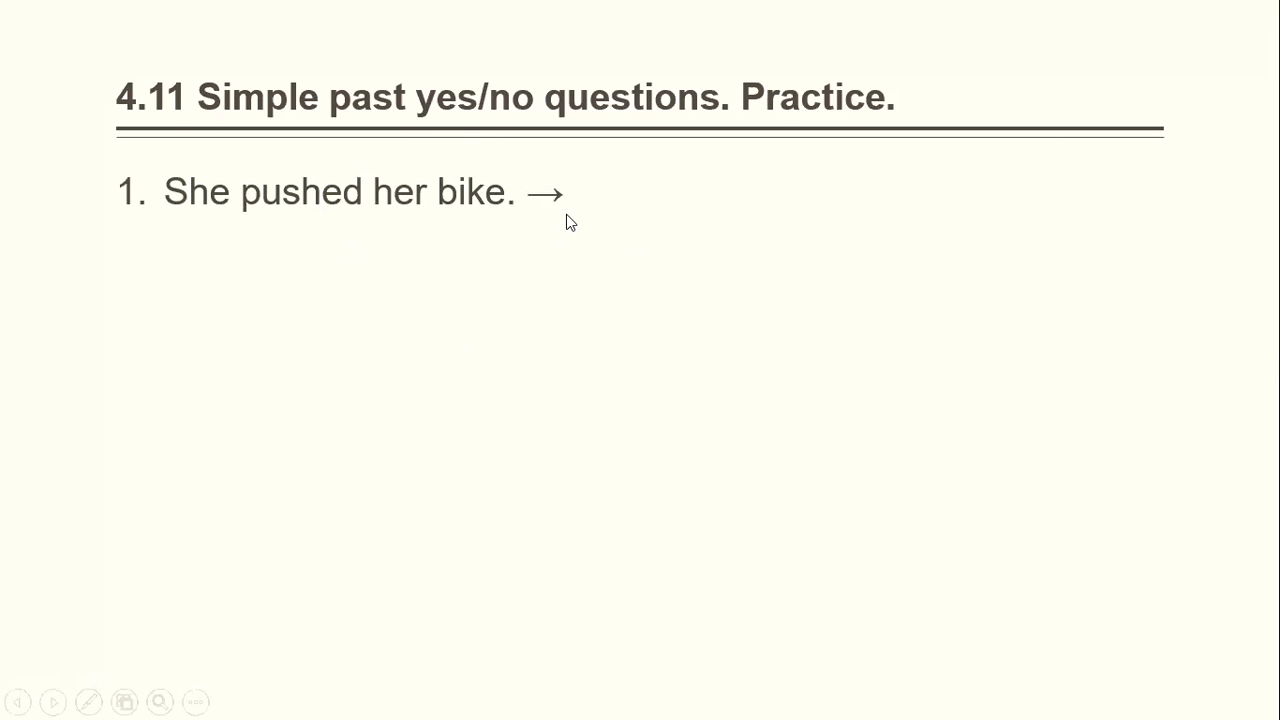 4.11 Simple past yes/no questions. Practice.
1. She pushed her bike. →